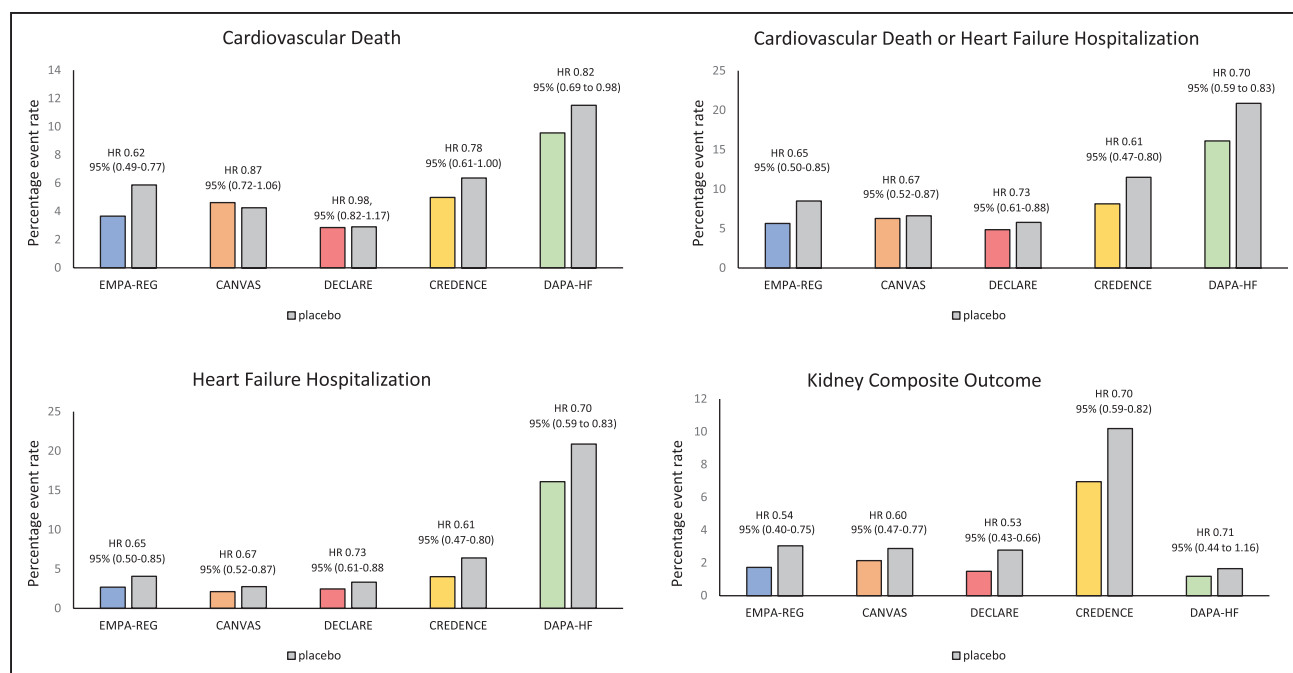 Cardiovascular Death
Percentage event rate
14
12
10
8
6
4
2
0
HR 0.62
95% (0.49-0.77)
HR 0.87
95% (0.72-1.06)
HR 0.98,
95% (0.82-1.17)
HR 0.78
95% (0.61-1.00)
HR 0.82
95% (0.69 to 0.98)
EMPA-REG
CANVAS
DECLARE
CREDENCE
DAPA-HF
placebo
Cardiovascular Death or Heart Failure Hospitalization
Percentage event rate
25
20
15
10
5
0
HR 0.65
95% (0.50-0.85)
HR 0.67
95% (0.52-0.87)
HR 0.73
95% (0.61-0.88)
HR 0.61
95% (0.47-0.80)
HR 0.70
95% (0.59 to 0.83)
EMPA-REG
CANVAS
DECLARE
CREDENCE
DAPA-HF
placebo
Heart Failure Hospitalization
Percentage event rate
25
20
15
10
5
0
HR 0.65
95% (0.50-0.85)
HR 0.67
95% (0.52-0.87)
HR 0.73
95% (0.61-0.88
HR 0.61
95% (0.47-0.80)
HR 0.70
95% (0.59 to 0.83)
EMPA-REG
CANVAS
DECLARE
CREDENCE
DAPA-HF
placebo
Kidney Composite Outcome
Percentage event rate
12
10
8
6
4
2
0
HR 0.54
95% (0.40-0.75)
HR 0.60
95% (0.47-0.77)
HR 0.53
95% (0.43-0.66)
HR 0.70
95% (0.59-0.82)
HR 0.71
95% (0.44 to 1.16)
EMPA-REG
CANVAS
DECLARE
CREDENCE
DAPA-HF
placebo